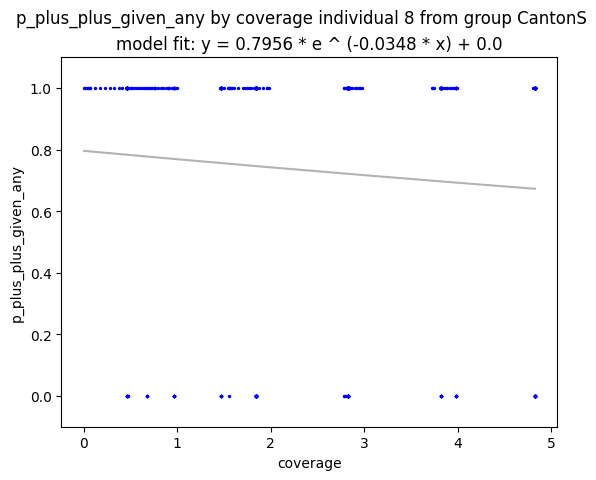 p_plus_plus_given_any by coverage individual 8 from group CantonS
model fit: y = 0.7956 * e ^ (-0.0348 * x) + 0.0
1.0
0.8
0.6
0.4
0.2
0.0
p_plus_plus_given_any
0 1 2 3 4 5
coverage